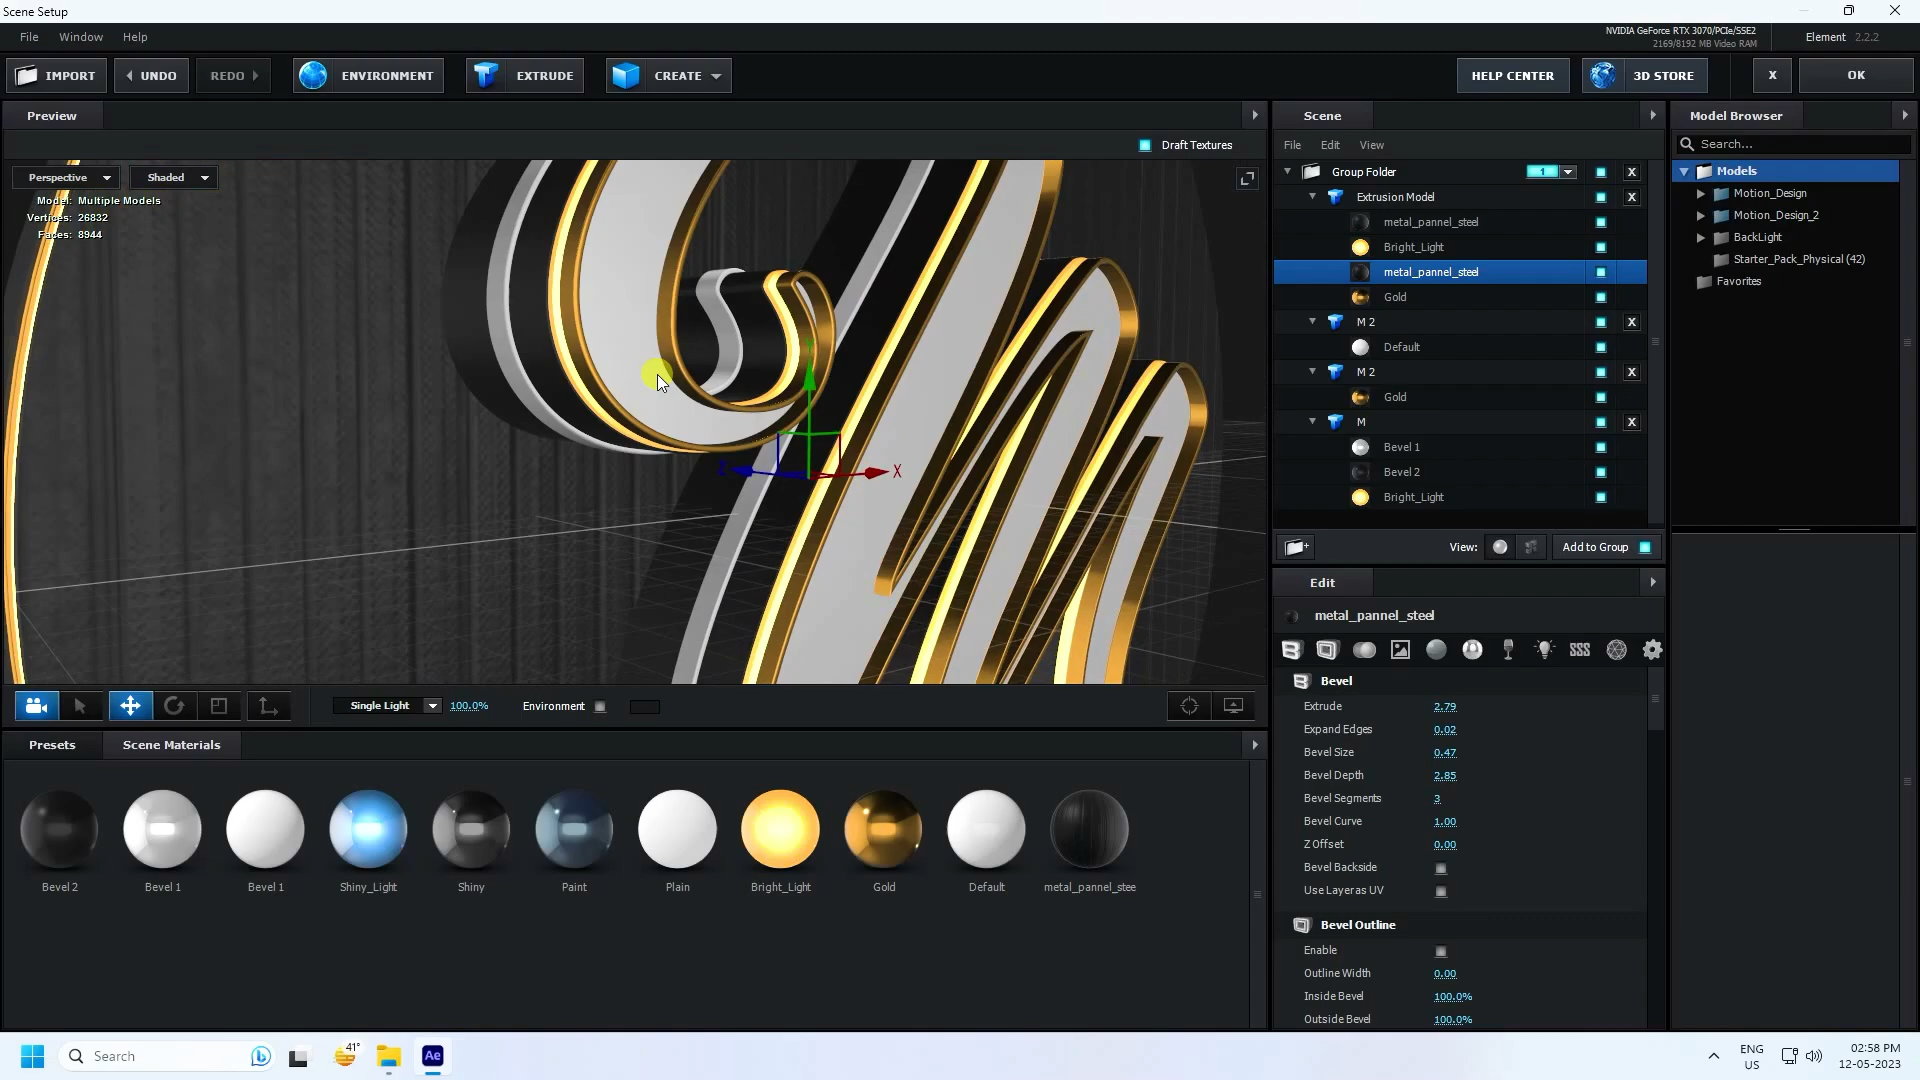 Scene Setup
File Window Help
NVIDIA GeForce RTX 3070/PCIe/SSE2
2169/8192 MB Video RAM
Element 2.2.2
IMPORT UNDO REDO ENVIRONMENT EXTRUDE CREATE HELP CENTER 3D STORE X OK
Preview
Draft Textures
Perspective Shaded
Model: Multiple Models
Vertices: 26832
Faces: 8944
Z X
Single Light 100.0% Environment
Presets Scene Materials
Bevel 2 Bevel 1 Bevel 1 Shiny_Light Shiny Paint Plain Bright_Light Gold Default metal_pannel_stee
Scene
File Edit View
Group Folder 1 X
Extrusion Model X
metal_pannel_steel
Bright_Light
metal_pannel_steel
Gold
M 2 X
Default
M 2 X
Gold
M X
Bevel 1
Bevel 2
Bright_Light
View: Add to Group
Edit
metal_pannel_steel
Bevel
Extrude 2.79
Expand Edges 0.02
Bevel Size 0.47
Bevel Depth 2.85
Bevel Segments 3
Bevel Curve 1.00
Z Offset 0.00
Bevel Backside
Use Layer as UV
Bevel Outline
Enable
Outline Width 0.00
Inside Bevel 100.0%
Outside Bevel 100.0%
Model Browser
Search...
Models
Motion_Design
Motion_Design_2
BackLight
Starter_Pack_Physical (42)
Favorites
Search 41° Ae
ENG
US
02:58 PM
12-05-2023